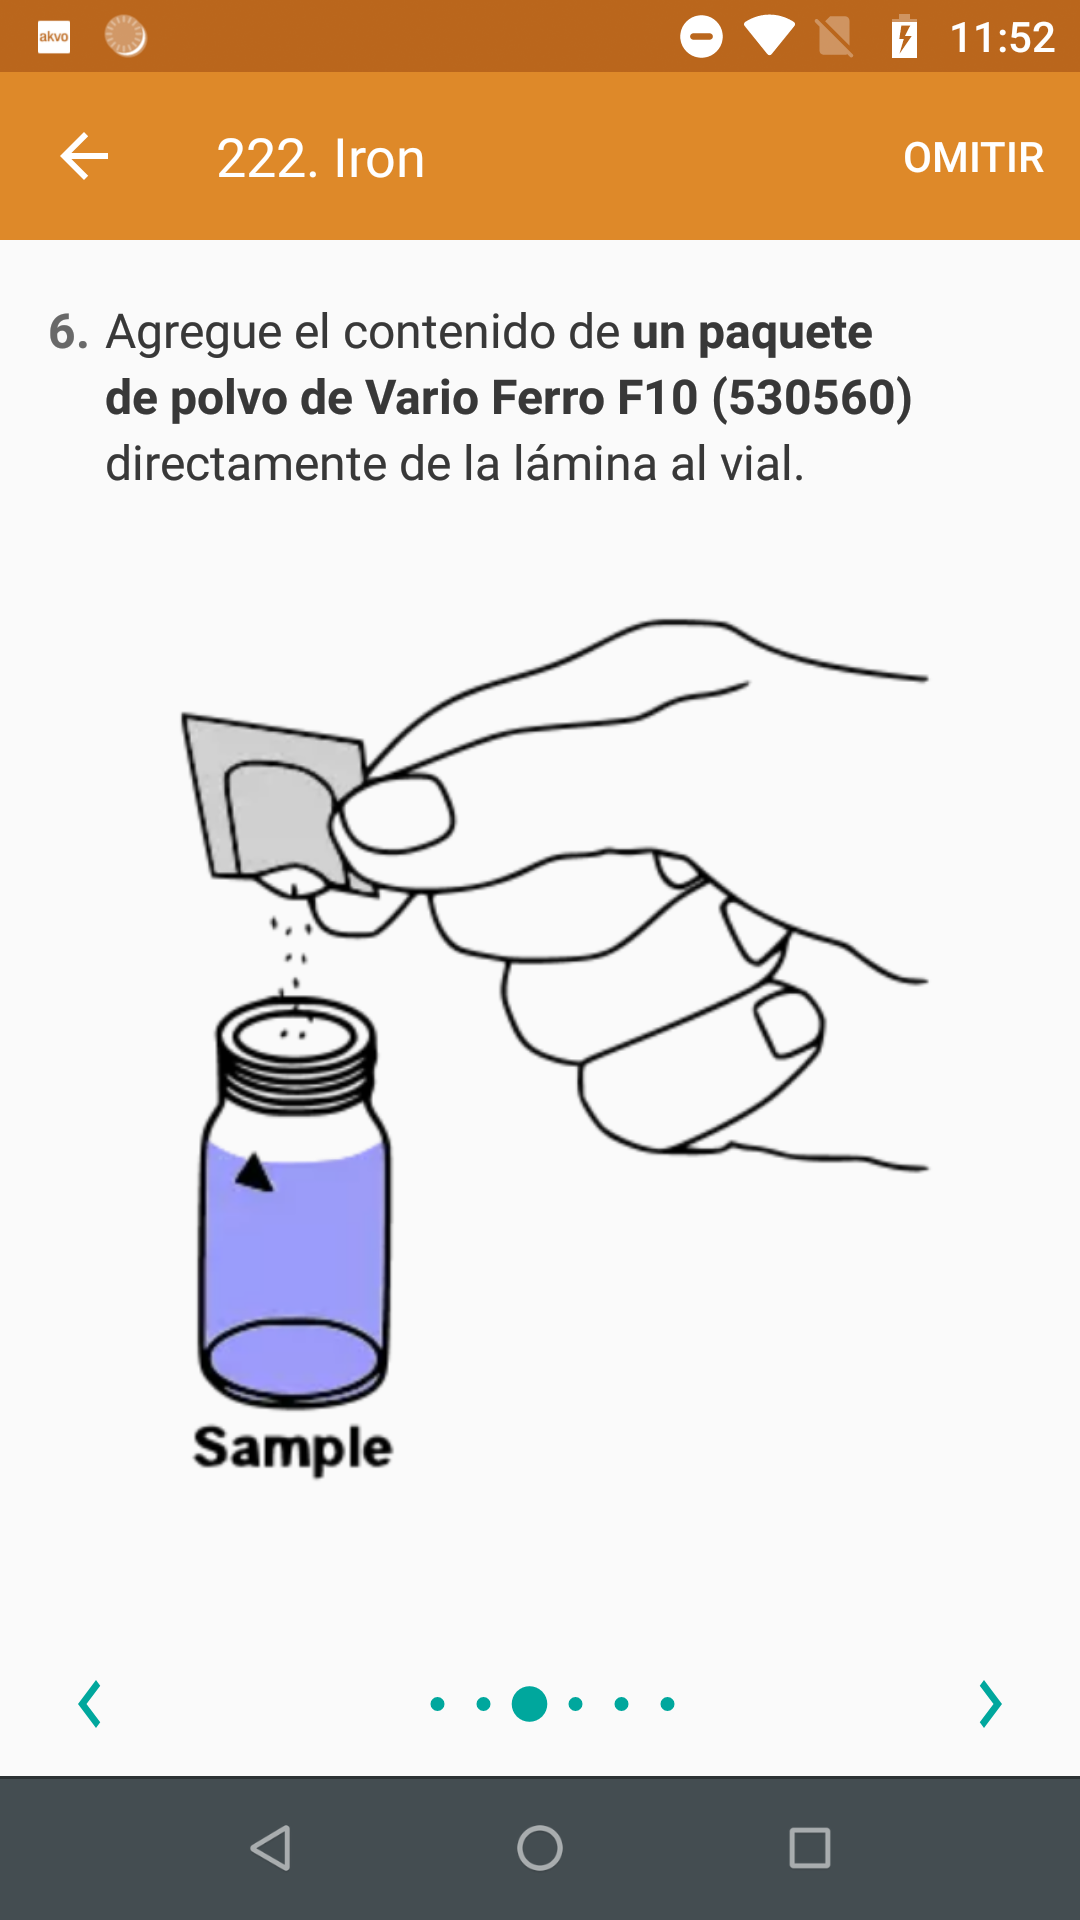 akvo
11:52
222. Iron
OMITIR
6. Agregue el contenido de un paquete
de polvo de Vario Ferro F10 (530560)
directamente de la lámina al vial.
Sample